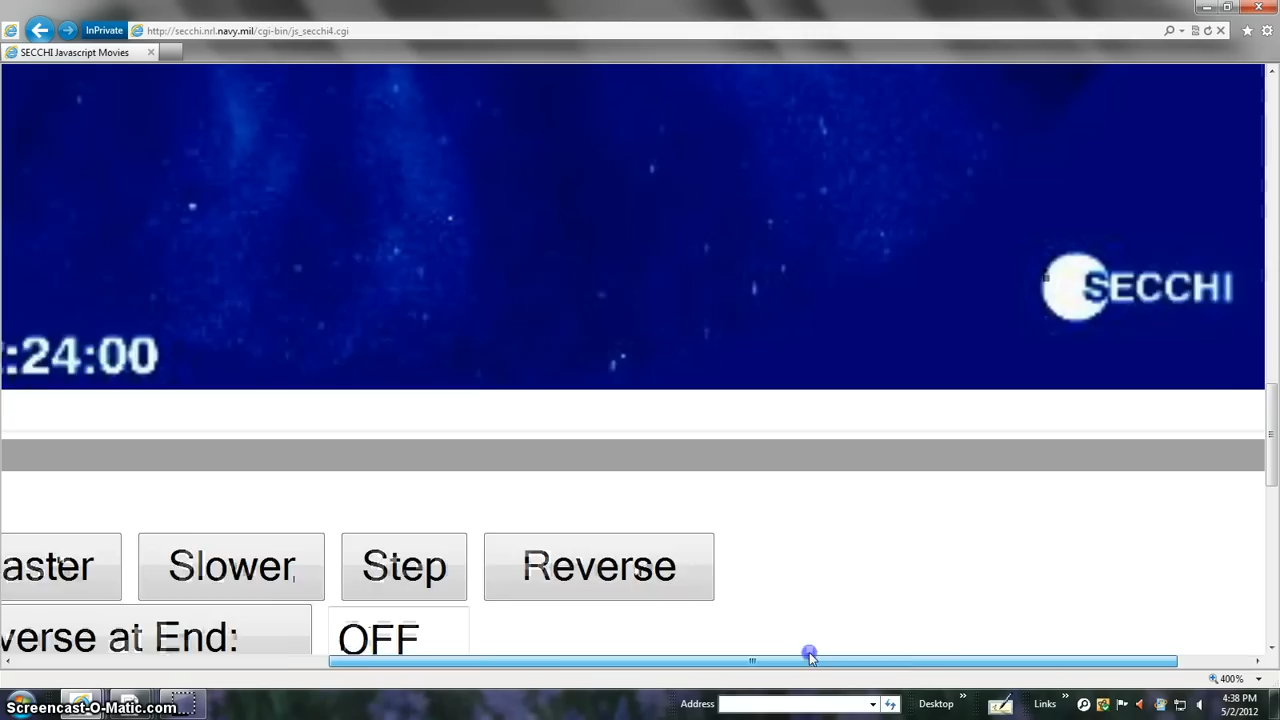 InPrivate
http://secchi.nrl.navy.mil/cgi-bin/js_secchi4.cgi
SECCHI Javascript Movies
SECCHI
:24:00
aster
Slower
Step
Reverse
verse at End:
OFF
400%
Screencast-O-Matic.com
Address
Desktop
Links
4:38 PM
5/2/2012